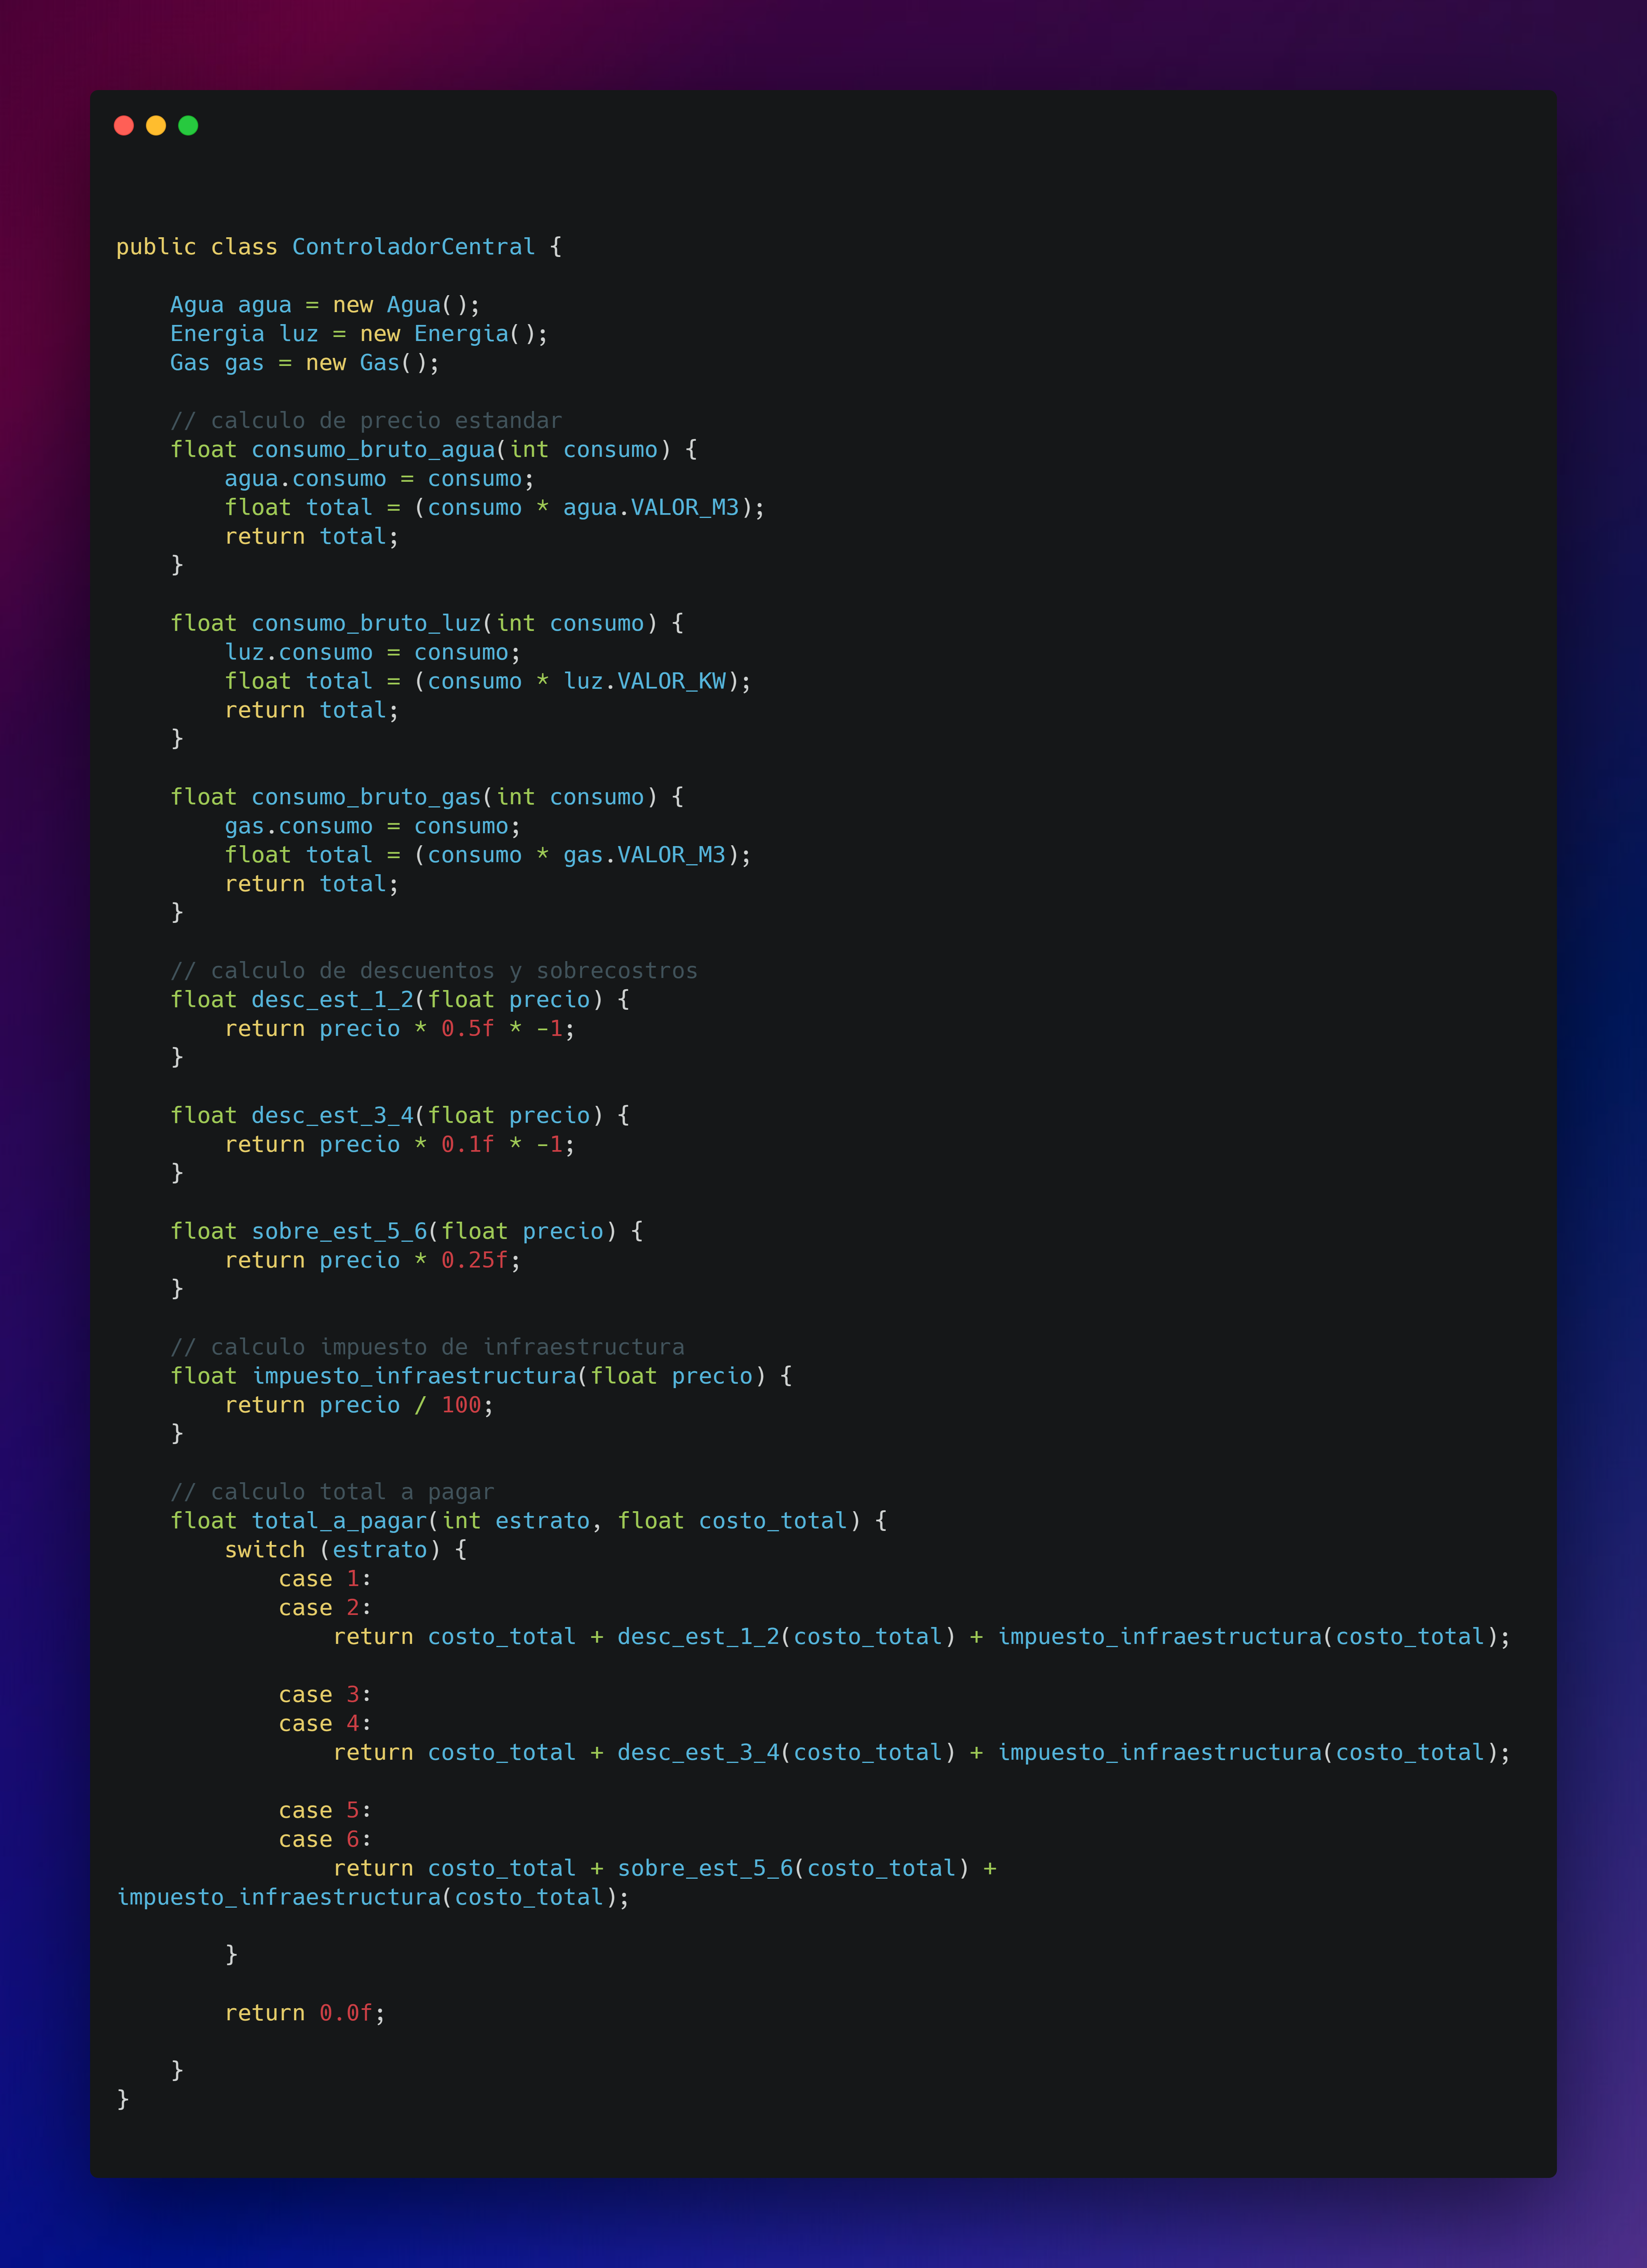 public class ControladorCentral {

    Agua agua = new Agua();
    Energia luz = new Energia();
    Gas gas = new Gas();

    // calculo de precio estandar
    float consumo_bruto_agua(int consumo) {
        agua.consumo = consumo;
        float total = (consumo * agua.VALOR_M3);
        return total;
    }

    float consumo_bruto_luz(int consumo) {
        luz.consumo = consumo;
        float total = (consumo * luz.VALOR_KW);
        return total;
    }

    float consumo_bruto_gas(int consumo) {
        gas.consumo = consumo;
        float total = (consumo * gas.VALOR_M3);
        return total;
    }

    // calculo de descuentos y sobrecostros
    float desc_est_1_2(float precio) {
        return precio * 0.5f * -1;
    }

    float desc_est_3_4(float precio) {
        return precio * 0.1f * -1;
    }

    float sobre_est_5_6(float precio) {
        return precio * 0.25f;
    }

    // calculo impuesto de infraestructura
    float impuesto_infraestructura(float precio) {
        return precio / 100;
    }

    // calculo total a pagar
    float total_a_pagar(int estrato, float costo_total) {
        switch (estrato) {
            case 1:
            case 2:
                return costo_total + desc_est_1_2(costo_total) + impuesto_infraestructura(costo_total);

            case 3:
            case 4:
                return costo_total + desc_est_3_4(costo_total) + impuesto_infraestructura(costo_total);

            case 5:
            case 6:
                return costo_total + sobre_est_5_6(costo_total) +
impuesto_infraestructura(costo_total);

        }

        return 0.0f;

    }
}